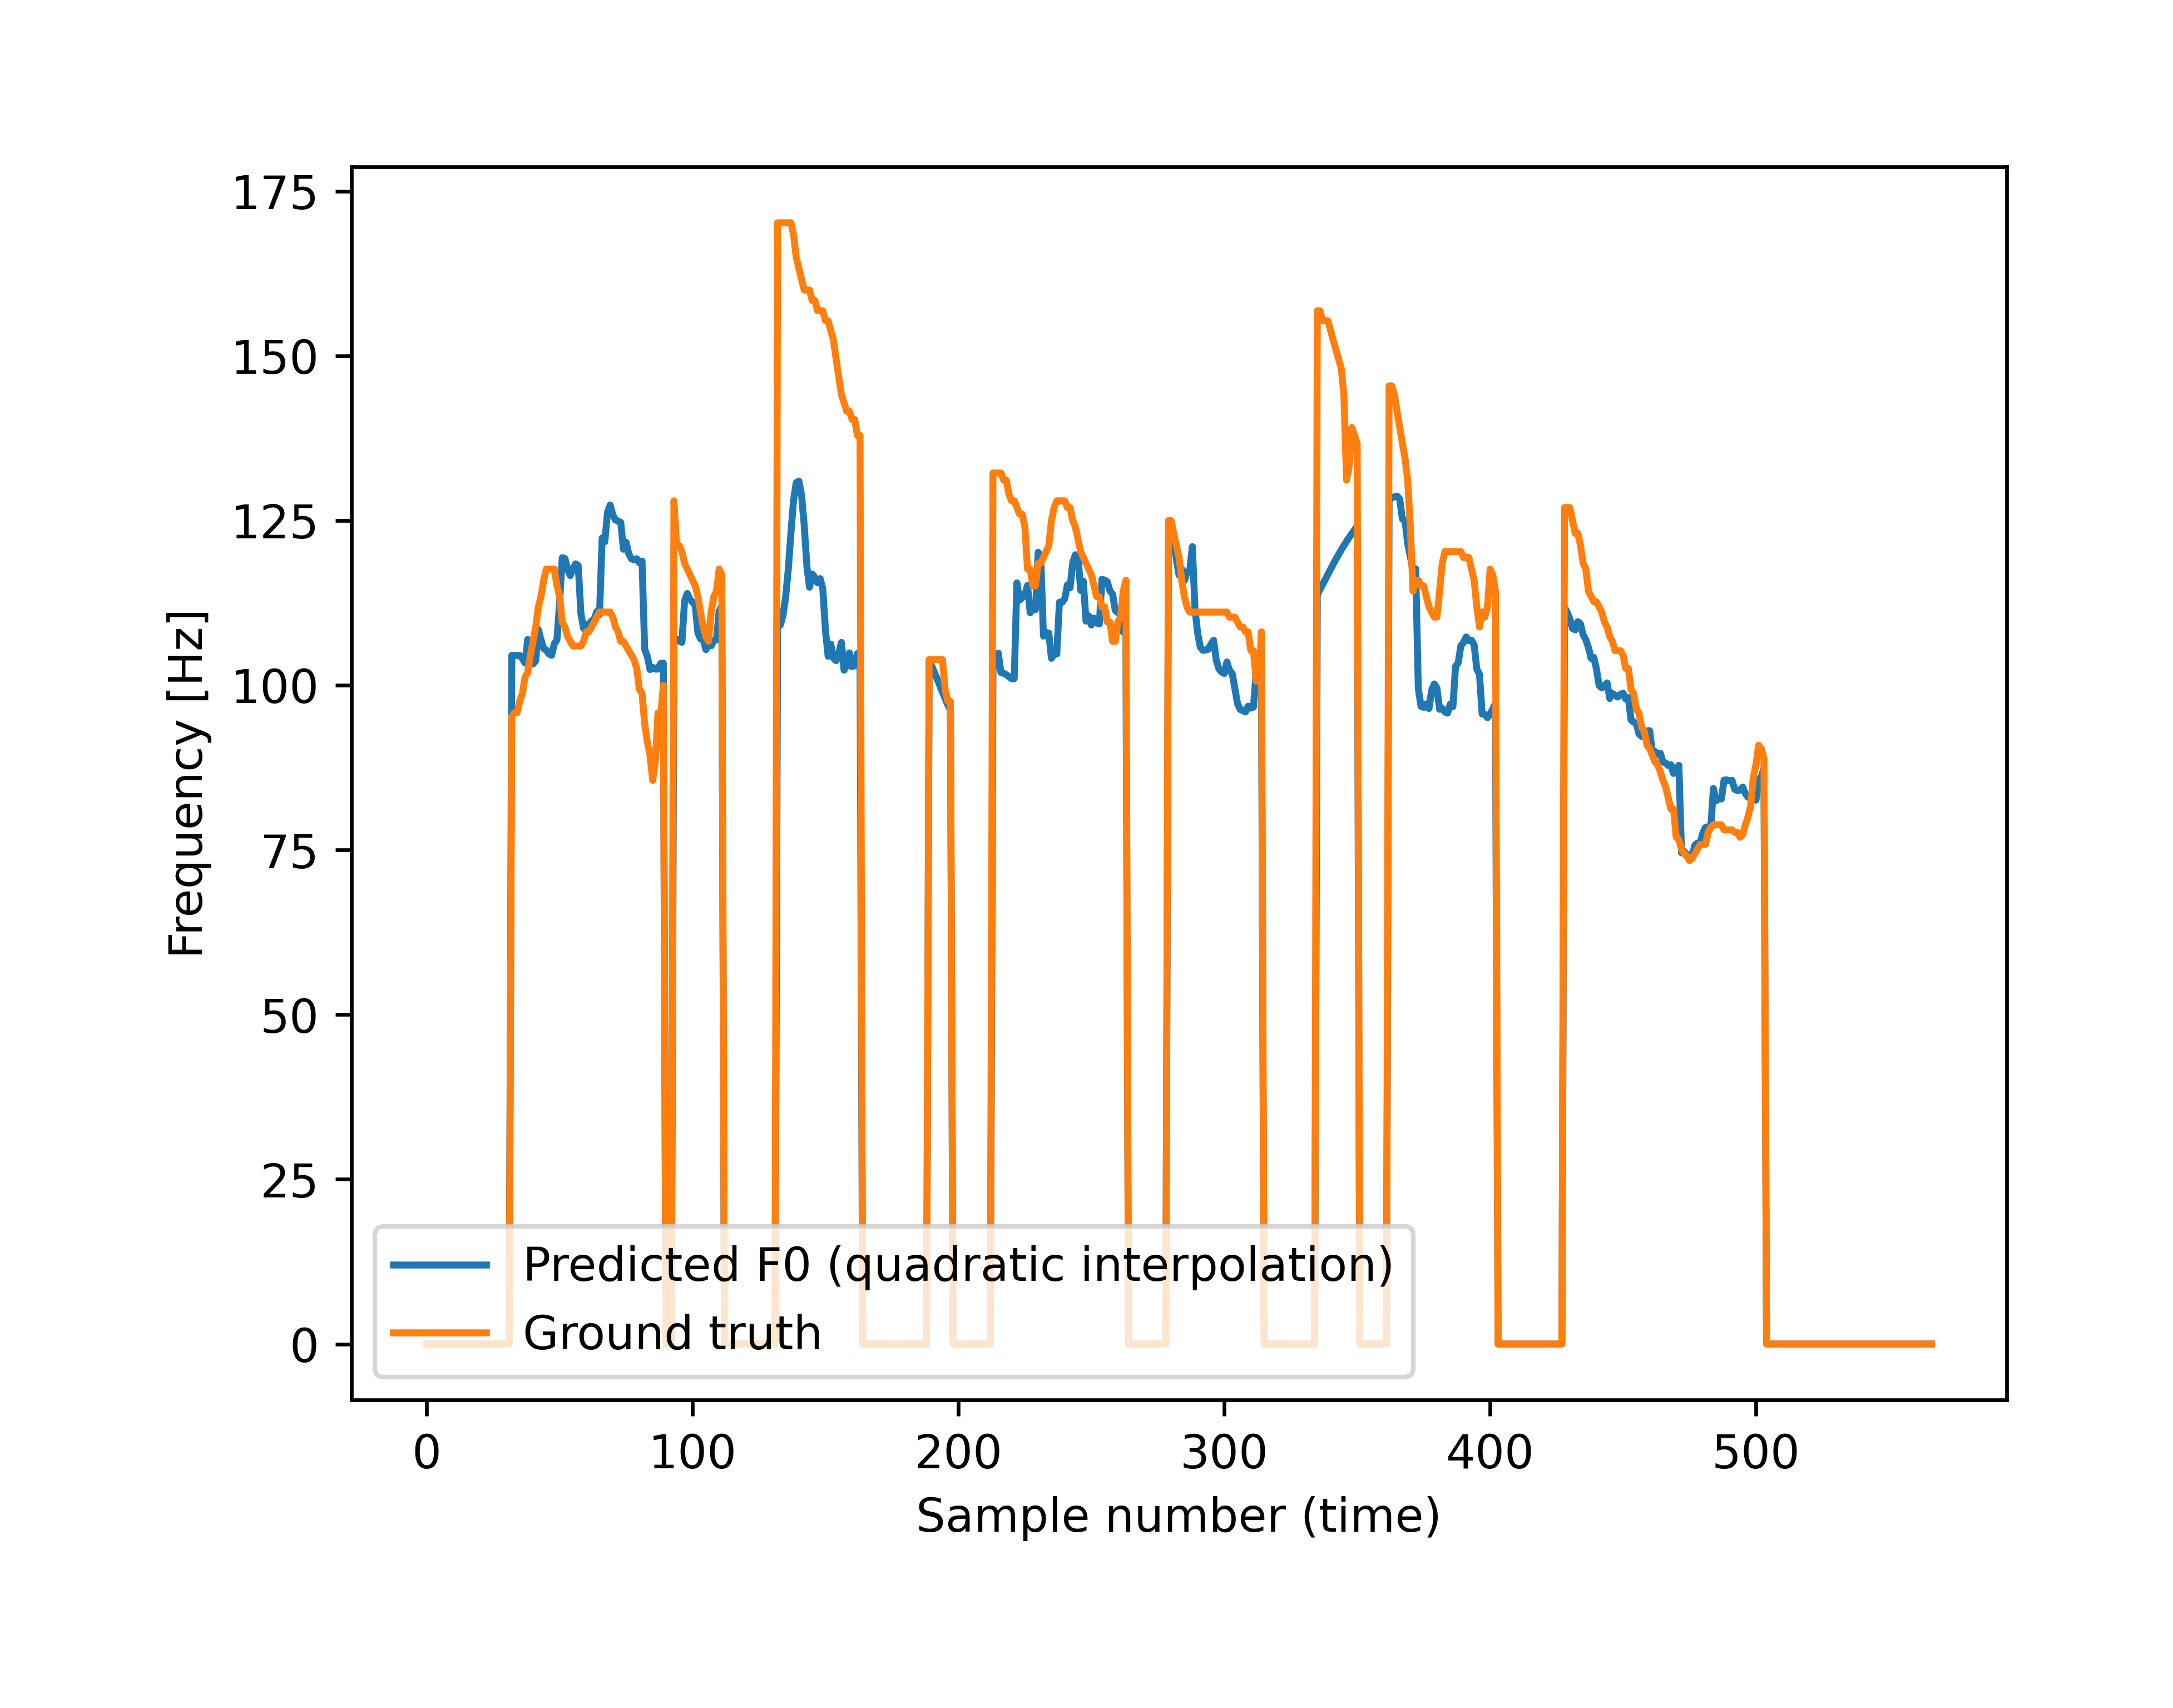 175
150
125
100
75
50
25
0
Frequency [Hz]
Predicted F0 (quadratic interpolation)
Ground truth
0 100 200 300 400 500
Sample number (time)